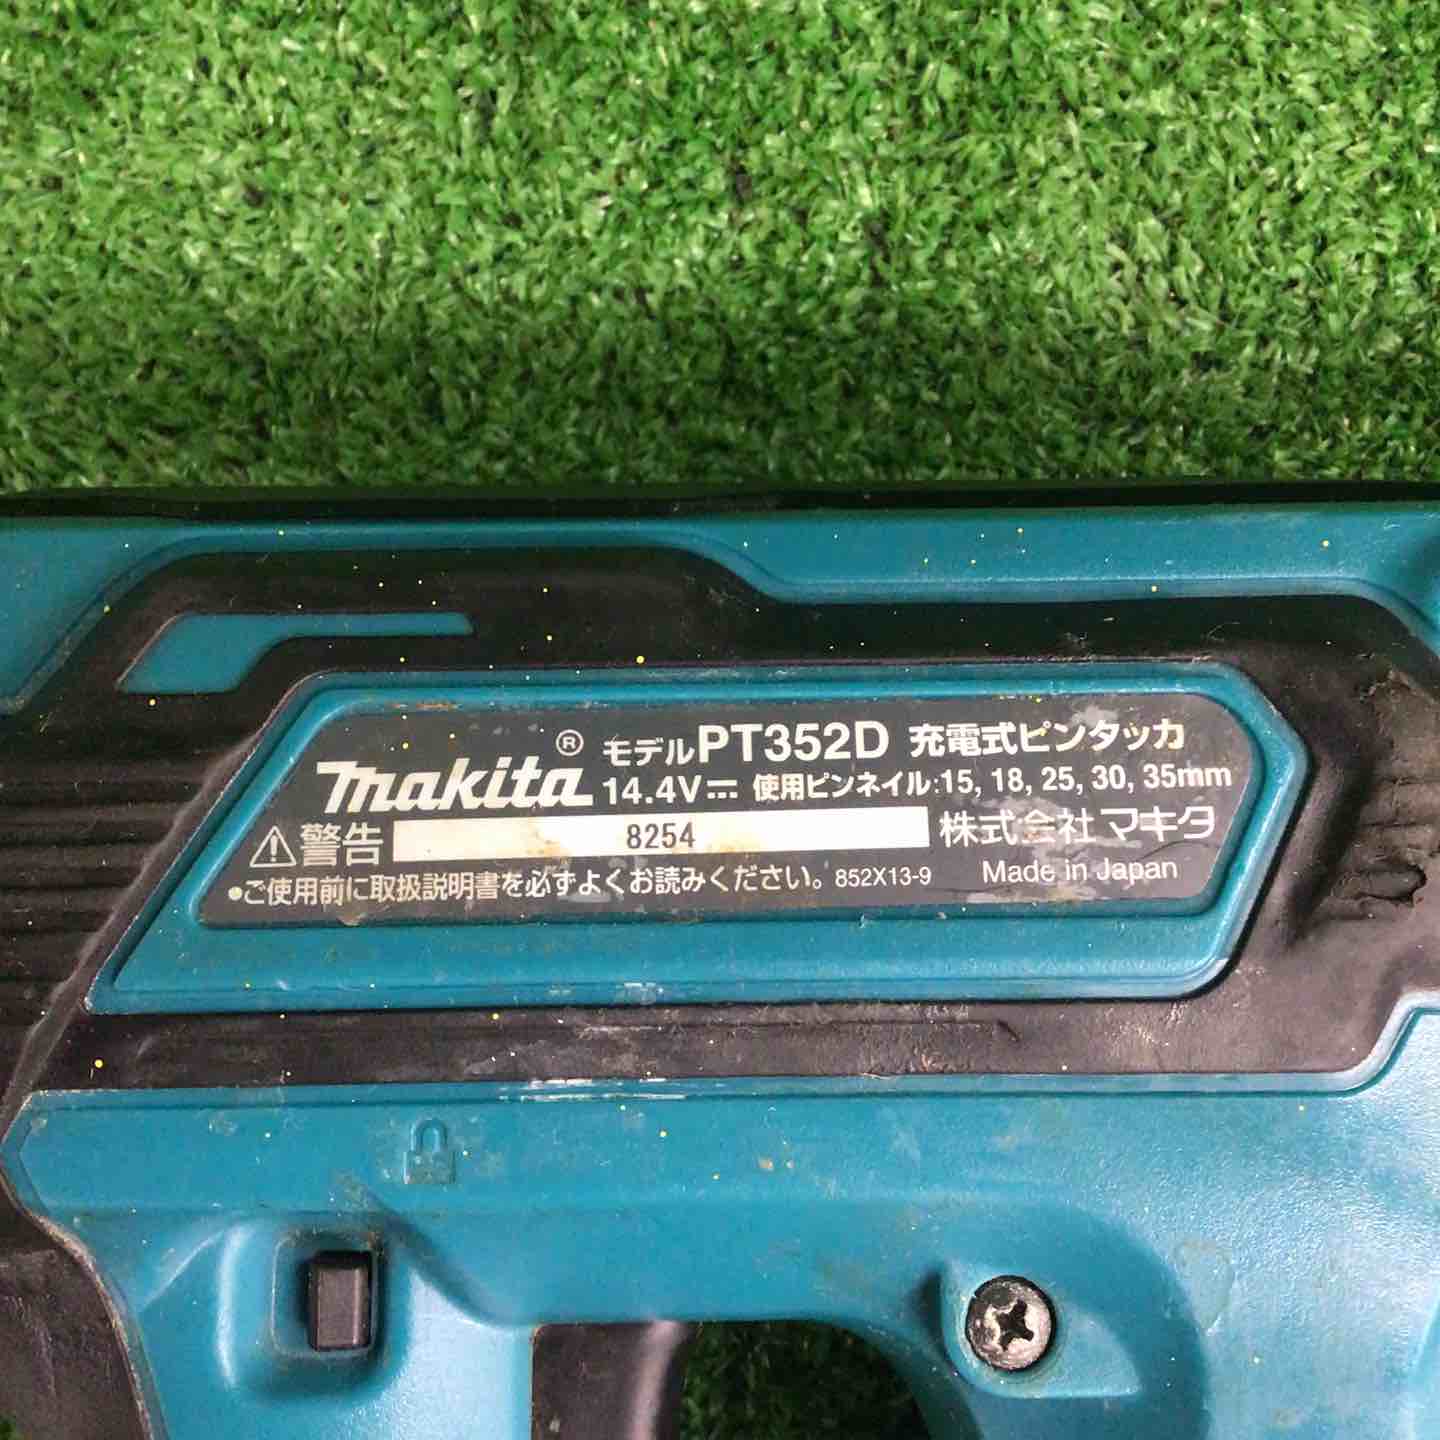 makita® モデルPT352D 充電式ピンタッカ
14.4V⎓ 使用ピンネイル:15, 18, 25, 30, 35mm
⚠警告 8254 株式会社 マキタ
●ご使用前に取扱説明書を必ずよくお読みください。 852X13-9 Made in Japan